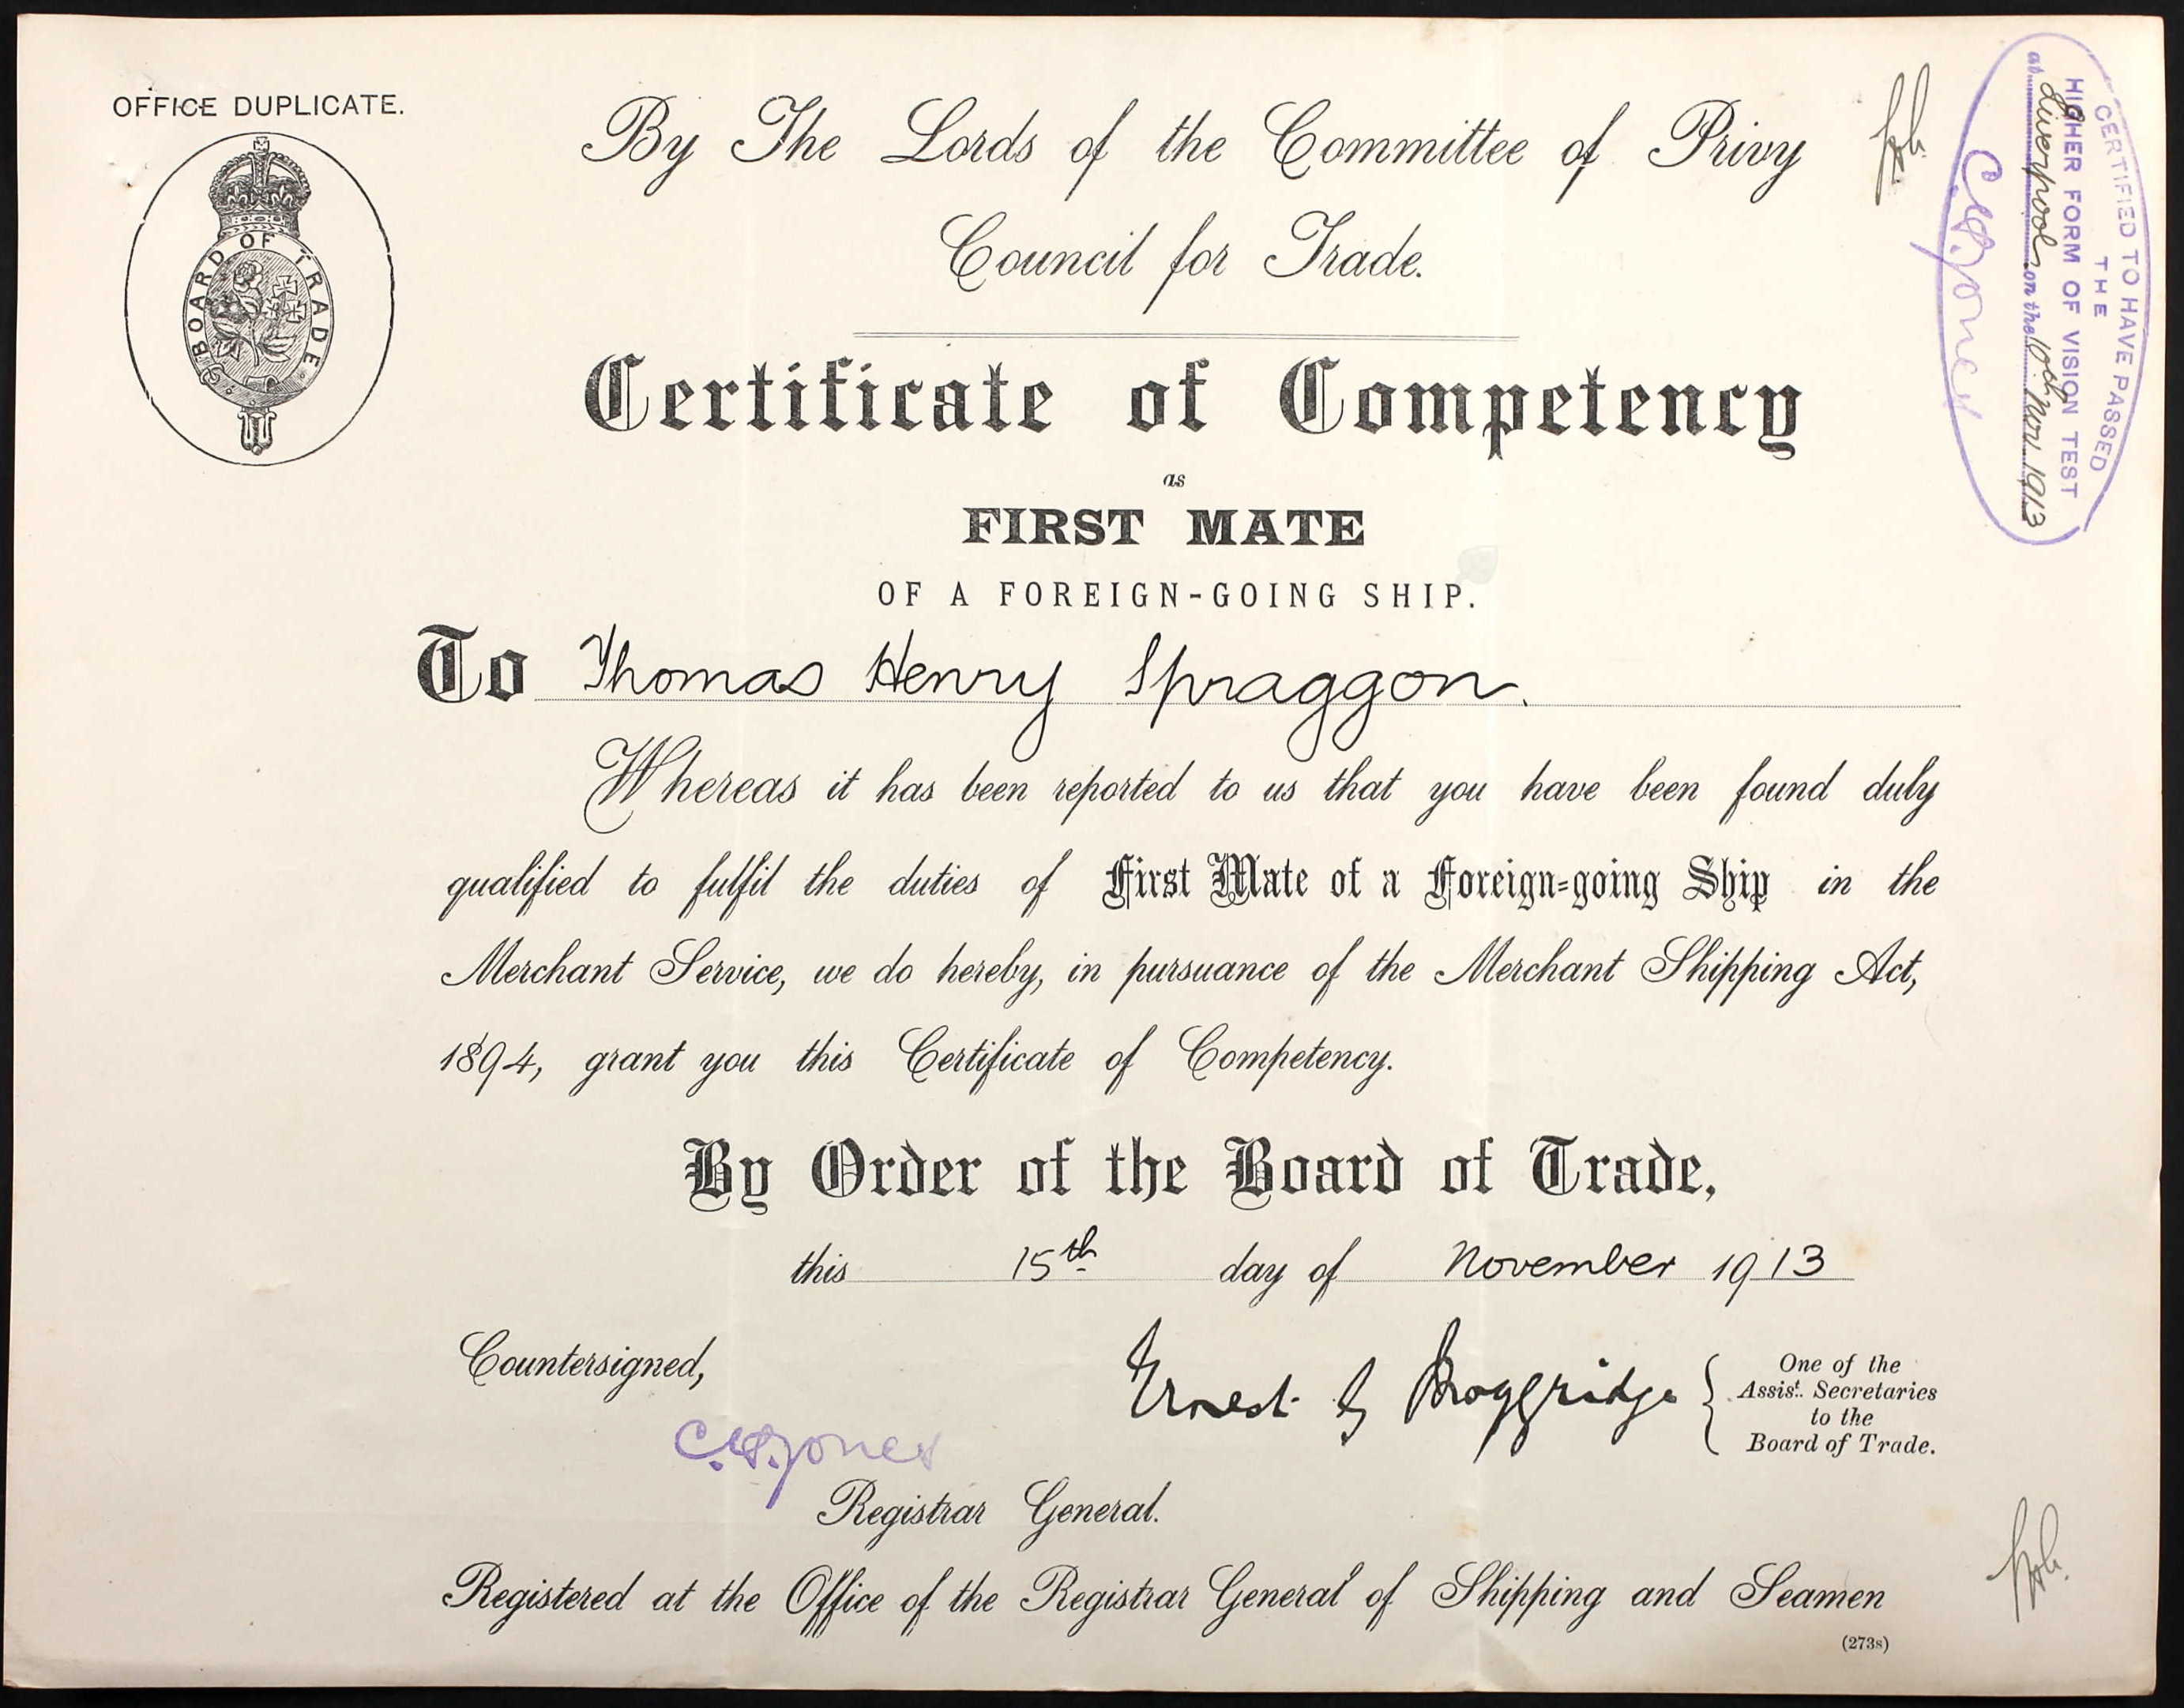 OFFICE DUPLICATE.
BOARD OF TRADE
By The Lords of the Committee of Privy
Council for Trade.
Certificate of Competency
as
FIRST MATE
OF A FOREIGN-GOING SHIP.
To Thomas Henry Spraggon.
Whereas it has been reported to us that you have been found duly
qualified to fulfil the duties of First Mate of a Foreign-going Ship in the
Merchant Service, we do hereby, in pursuance of the Merchant Shipping Act,
1894, grant you this Certificate of Competency.
By Order of the Board of Trade,
this 15th day of November 1913
Countersigned,
Ernest G Moggridge
One of the
Assist. Secretaries
to the
Board of Trade.
Jones
Registrar General.
Registered at the Office of the Registrar General of Shipping and Seamen
(273s)
CERTIFIED TO HAVE PASSED
THE
HIGHER FORM OF VISION TEST
at Liverpool on the 10th Nov. 1913
Jones